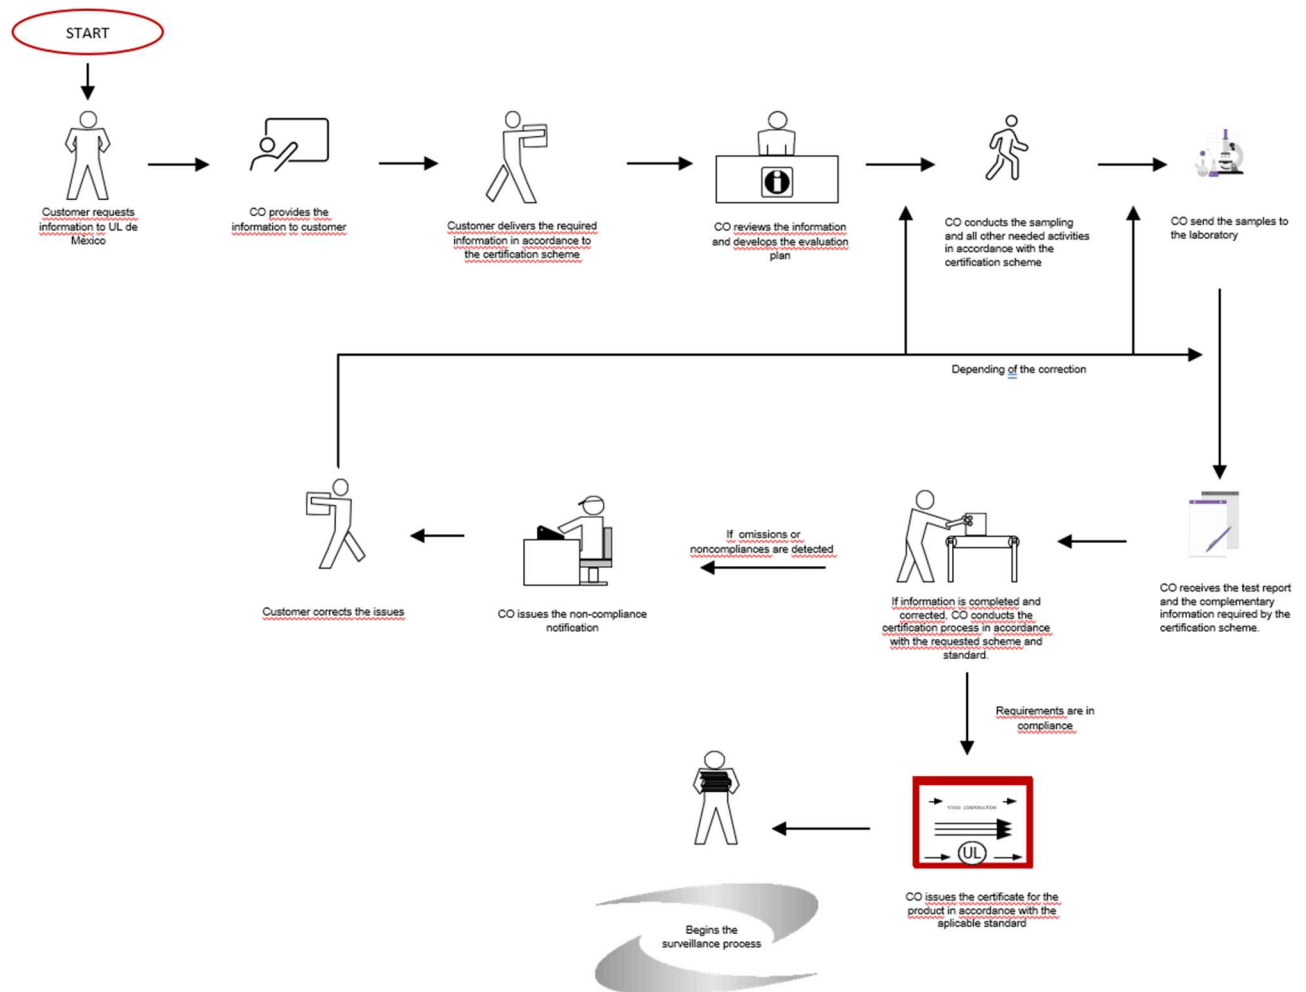 START
Customer requests
information to UL de
México
CO provides the
information to customer
Customer delivers the required
information in accordance to
the certification scheme
CO reviews the information
and develops the evaluation
plan
CO conducts the sampling
and all other needed activities
in accordance with the
certification scheme
CO send the samples to
the laboratory
Depending of the correction
Customer corrects the issues
CO issues the non-compliance
notification
If omissions or
noncompliances are detected
If information is completed and
corrected, CO conducts the
certification process in accordance
with the requested scheme and
standard.
CO receives the test report
and the complementary
information required by the
certification scheme.
Requirements are in
compliance
UL
CO issues the certificate for the
product in accordance with the
aplicable standard
Begins the
surveillance process